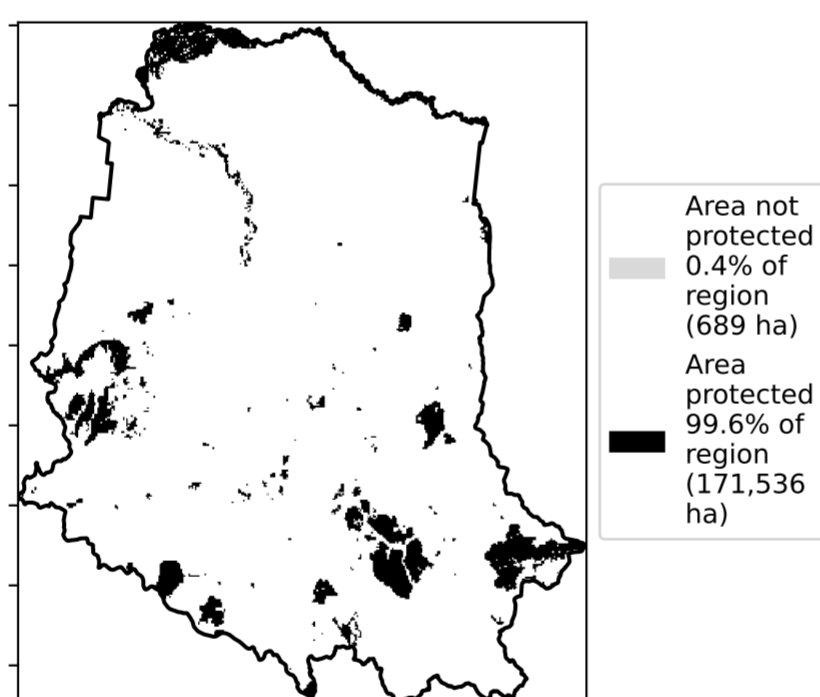 Area not
protected
0.4% of
region
(689 ha)
Area
protected
99.6% of
region
(171,536
ha)